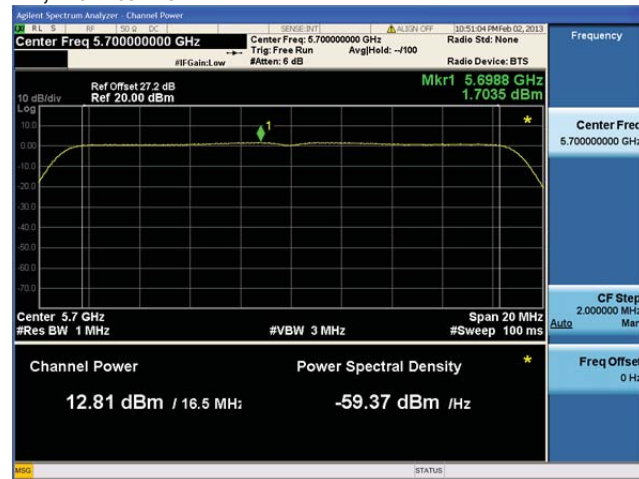 Agilent Spectrum Analyzer - Channel Power
RL S RF 50 Ω DC SENSE:INT ALIGN OFF 10:51:04 PM Feb 02, 2013
Center Freq 5.700000000 GHz
Center Freq: 5.700000000 GHz
Radio Std: None
Trig: Free Run Avg|Hold: --/100
#IFGain:Low #Atten: 6 dB Radio Device: BTS
Frequency
Mkr1 5.6988 GHz
1.7035 dBm
Ref Offset 27.2 dB
10 dB/div Ref 20.00 dBm
Log
10.0
0.00
-10.0
-20.0
-30.0
-40.0
-50.0
-60.0
-70.0
1
*
Center 5.7 GHz Span 20 MHz
#Res BW 1 MHz #VBW 3 MHz #Sweep 100 ms
Channel Power Power Spectral Density *
12.81 dBm / 16.5 MHz -59.37 dBm /Hz
Center Freq
5.700000000 GHz
CF Step
2.000000 MHz
Auto Man
Freq Offset
0 Hz
MSG STATUS